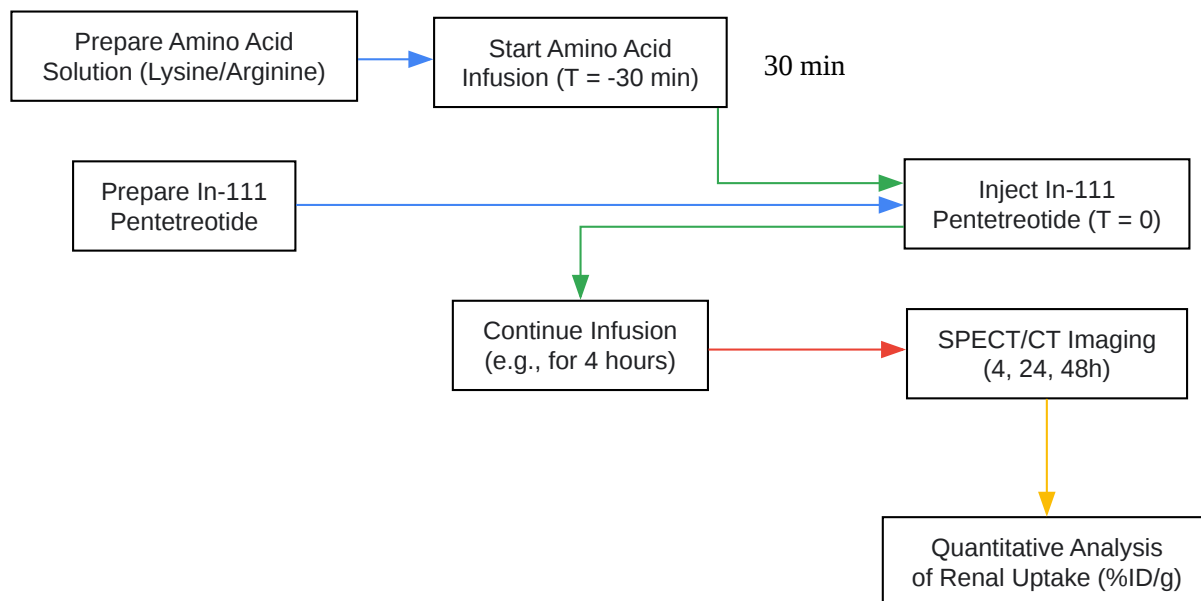 Prepare Amino Acid
Solution (Lysine/Arginine)
Start Amino Acid
Infusion (T = -30 min)
30 min
Prepare In-111
Pentetreotide
Inject In-111
Pentetreotide (T = 0)
Continue Infusion
(e.g., for 4 hours)
SPECT/CT Imaging
(4, 24, 48h)
Quantitative Analysis
of Renal Uptake (%ID/g)